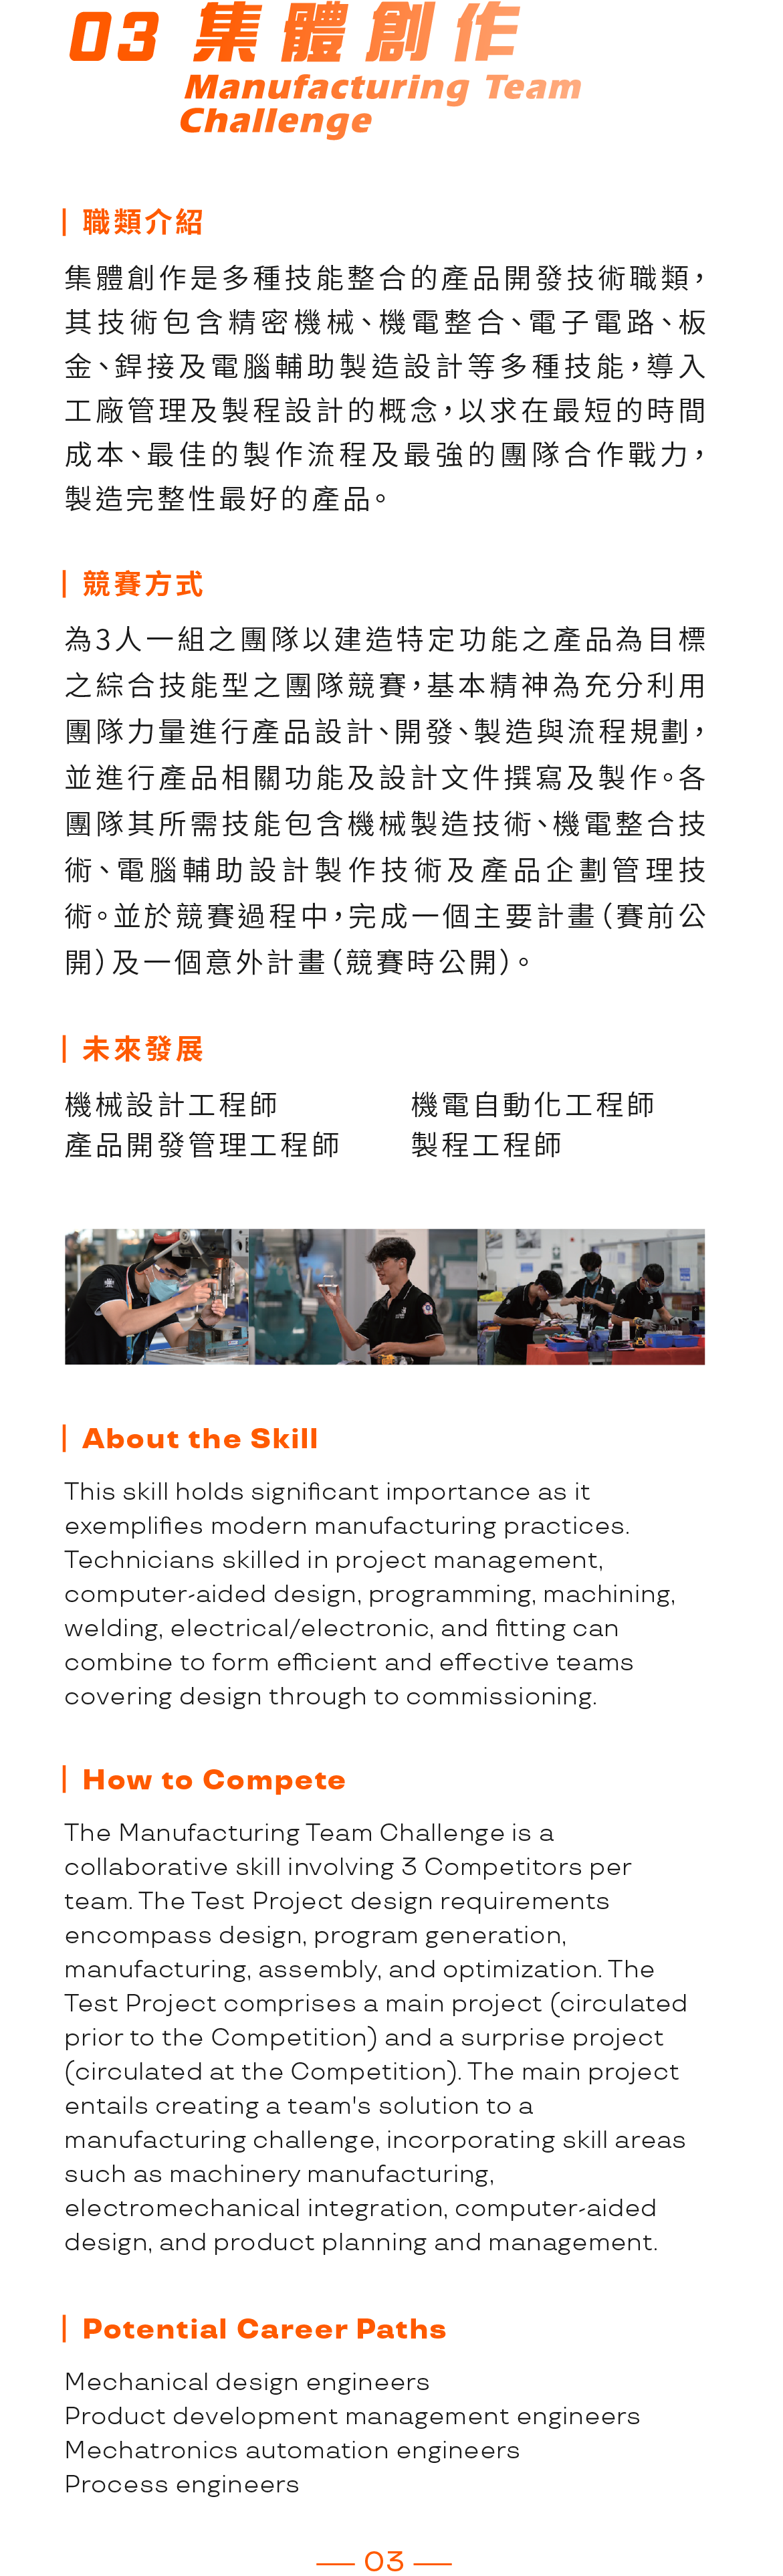 03 集體創作
Manufacturing Team
Challenge
職類介紹
集體創作是多種技能整合的產品開發技術職類，
其技術包含精密機械、機電整合、電子電路、板
金、銲接及電腦輔助製造設計等多種技能，導入
工廠管理及製程設計的概念，以求在最短的時間
成本、最佳的製作流程及最強的團隊合作戰力，
製造完整性最好的產品。
競賽方式
為3人一組之團隊以建造特定功能之產品為目標
之綜合技能型之團隊競賽，基本精神為充分利用
團隊力量進行產品設計、開發、製造與流程規劃，
並進行產品相關功能及設計文件撰寫及製作。各
團隊其所需技能包含機械製造技術、機電整合技
術、電腦輔助設計製作技術及產品企劃管理技
術。並於競賽過程中，完成一個主要計畫（賽前公
開）及一個意外計畫（競賽時公開）。
未來發展
機械設計工程師 機電自動化工程師
產品開發管理工程師 製程工程師
About the Skill
This skill holds significant importance as it
exemplifies modern manufacturing practices.
Technicians skilled in project management,
computer-aided design, programming, machining,
welding, electrical/electronic, and fitting can
combine to form efficient and effective teams
covering design through to commissioning.
How to Compete
The Manufacturing Team Challenge is a
collaborative skill involving 3 Competitors per
team. The Test Project design requirements
encompass design, program generation,
manufacturing, assembly, and optimization. The
Test Project comprises a main project (circulated
prior to the Competition) and a surprise project
(circulated at the Competition). The main project
entails creating a team's solution to a
manufacturing challenge, incorporating skill areas
such as machinery manufacturing,
electromechanical integration, computer-aided
design, and product planning and management.
Potential Career Paths
Mechanical design engineers
Product development management engineers
Mechatronics automation engineers
Process engineers
03